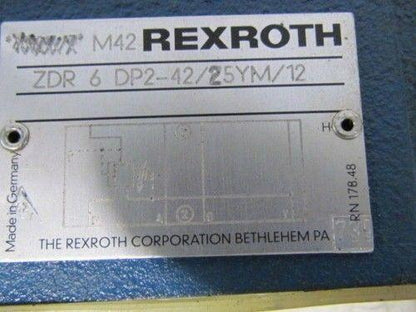 M42 REXROTH
ZDR 6 DP2-42/25YM/12
H
Made in Germany
RN 178.48
THE REXROTH CORPORATION BETHLEHEM PA